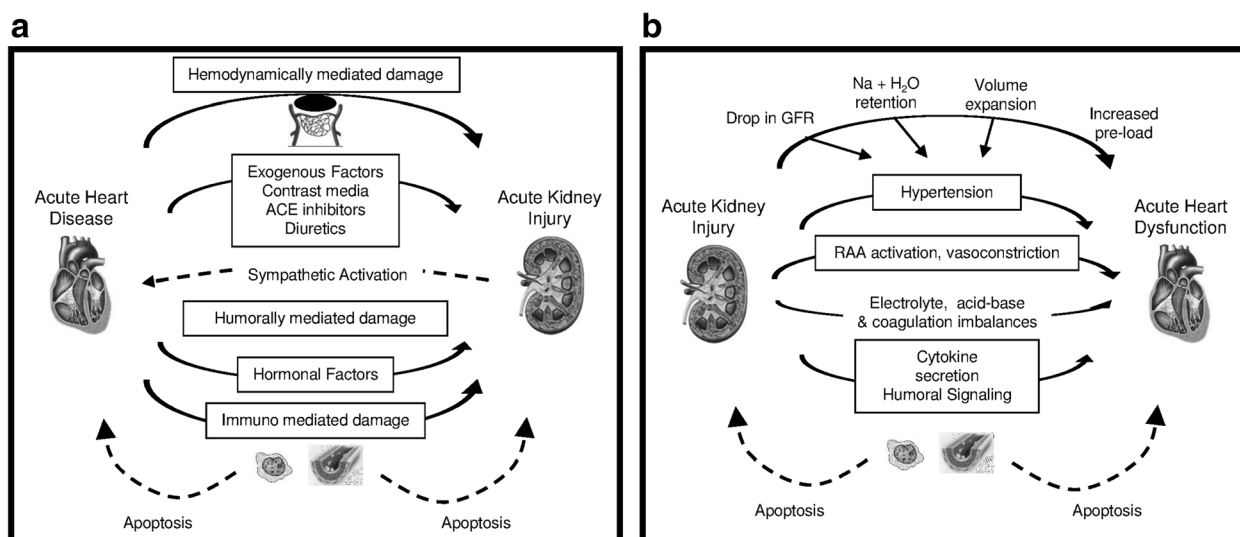 a
Hemodynamically mediated damage
Exogenous Factors
Contrast media
ACE inhibitors
Diuretics
Acute Heart
Disease
Acute Kidney
Injury
Sympathetic Activation
Humorally mediated damage
Hormonal Factors
Immuno mediated damage
Apoptosis
Apoptosis
b
Drop in GFR
Na + H₂O
retention
Volume
expansion
Increased
pre-load
Hypertension
Acute Kidney
Injury
Acute Heart
Dysfunction
RAA activation, vasoconstriction
Electrolyte, acid-base
& coagulation imbalances
Cytokine
secretion
Humoral Signaling
Apoptosis
Apoptosis